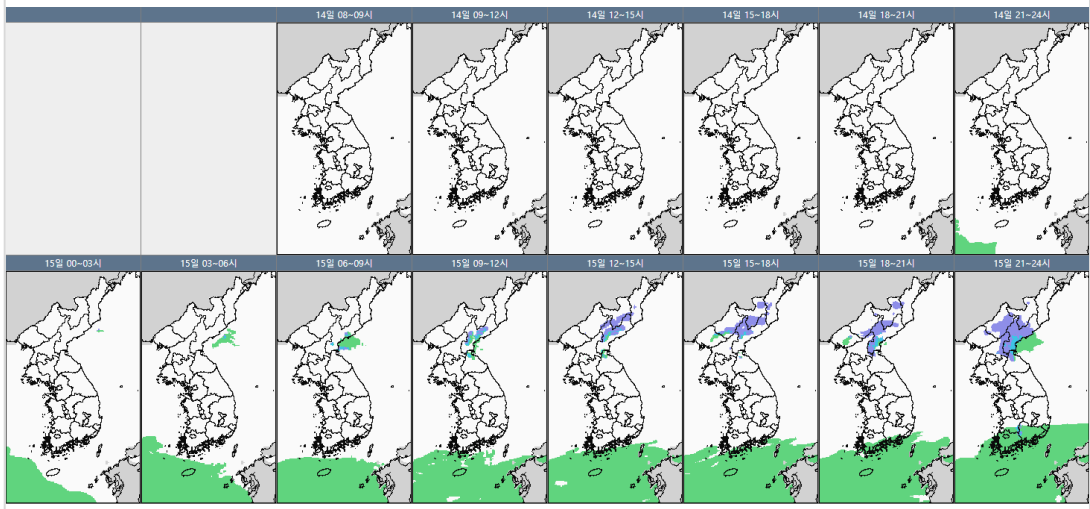 14일 08~09시
14일 09~12시
14일 12~15시
14일 15~18시
14일 18~21시
14일 21~24시
15일 00~03시
15일 03~06시
15일 06~09시
15일 09~12시
15일 12~15시
15일 15~18시
15일 18~21시
15일 21~24시